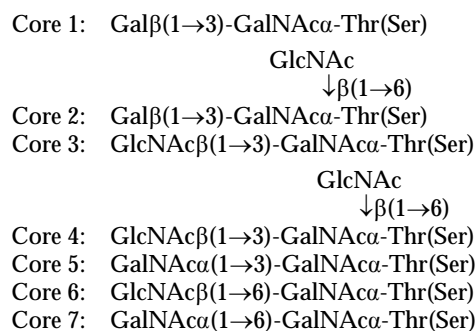 Core 1: Galβ(1→3)-GalNAcα-Thr(Ser)
GlcNAc
↓β(1→6)
Core 2: Galβ(1→3)-GalNAcα-Thr(Ser)
Core 3: GlcNAcβ(1→3)-GalNAcα-Thr(Ser)
GlcNAc
↓β(1→6)
Core 4: GlcNAcβ(1→3)-GalNAcα-Thr(Ser)
Core 5: GalNAcα(1→3)-GalNAcα-Thr(Ser)
Core 6: GlcNAcβ(1→6)-GalNAcα-Thr(Ser)
Core 7: GalNAcα(1→6)-GalNAcα-Thr(Ser)